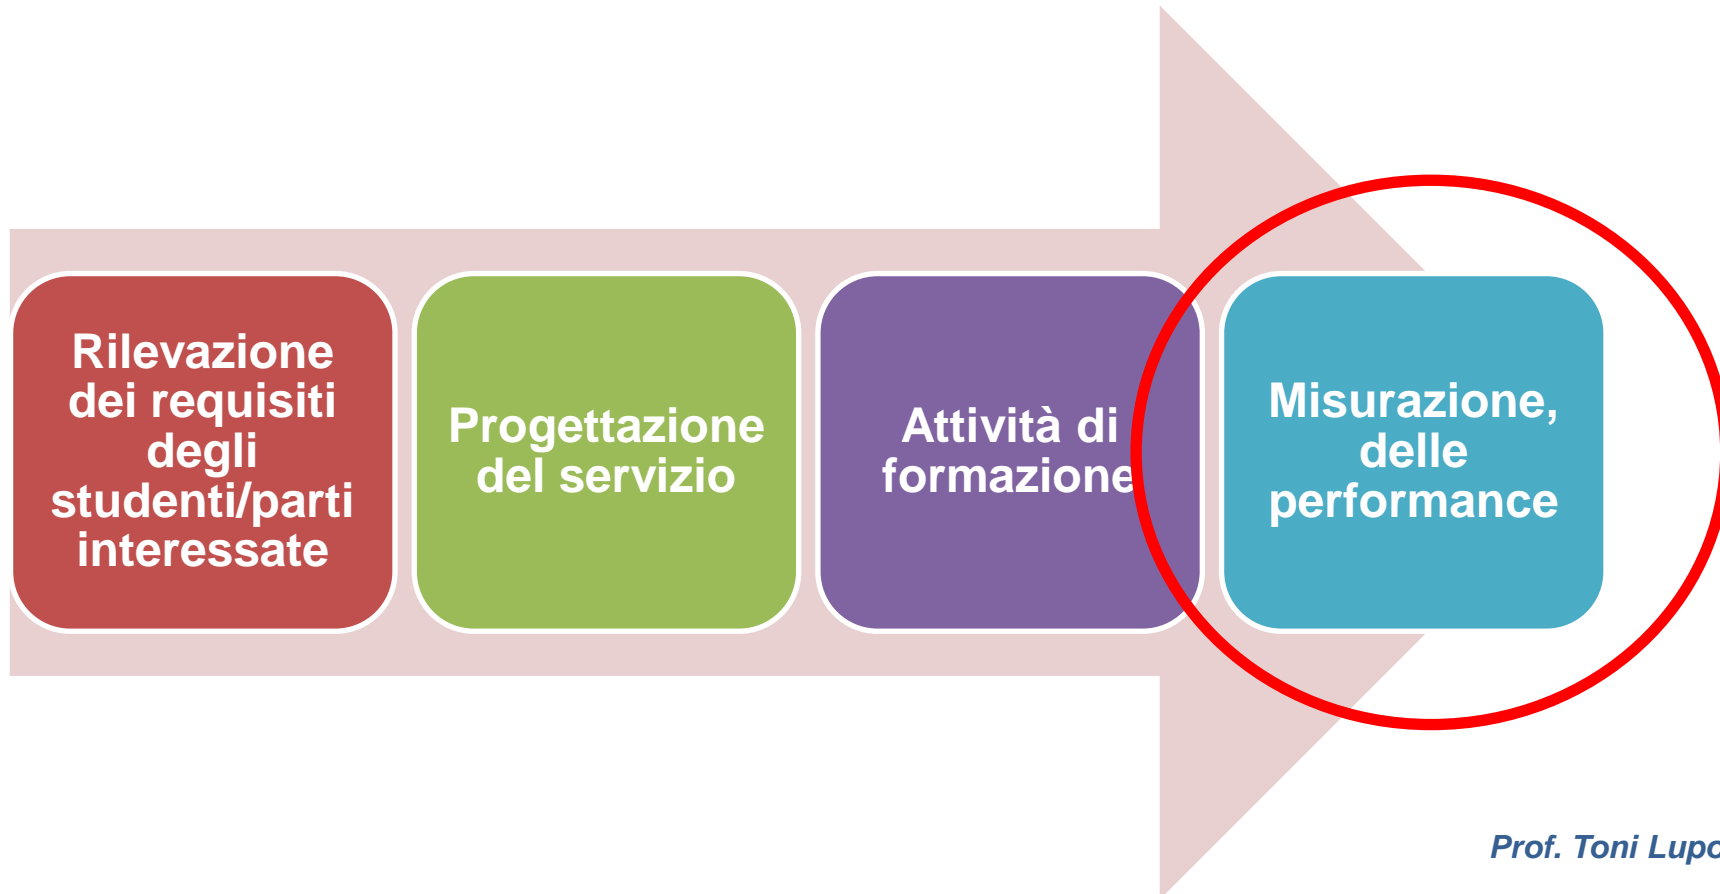 Rilevazione
dei requisiti
degli
studenti/parti
interessate
Progettazione
del servizio
Attività di
formazione
Misurazione,
delle
performance
Prof. Toni Lupo